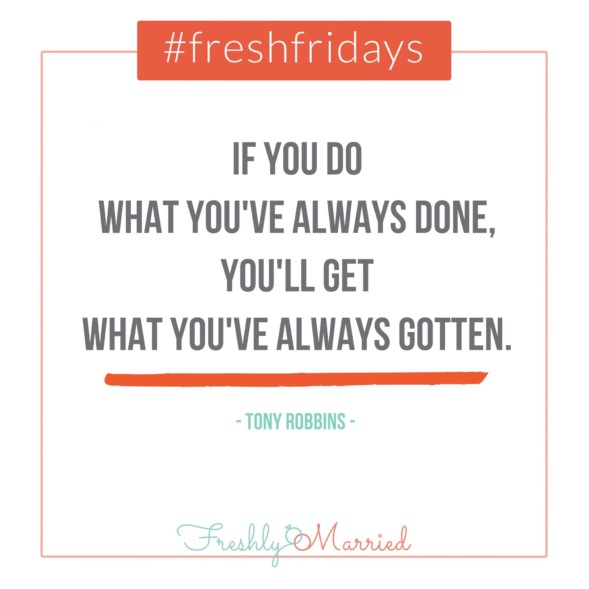 #freshfridays
IF YOU DO
WHAT YOU'VE ALWAYS DONE,
YOU'LL GET
WHAT YOU'VE ALWAYS GOTTEN.
- TONY ROBBINS -
Freshly Married